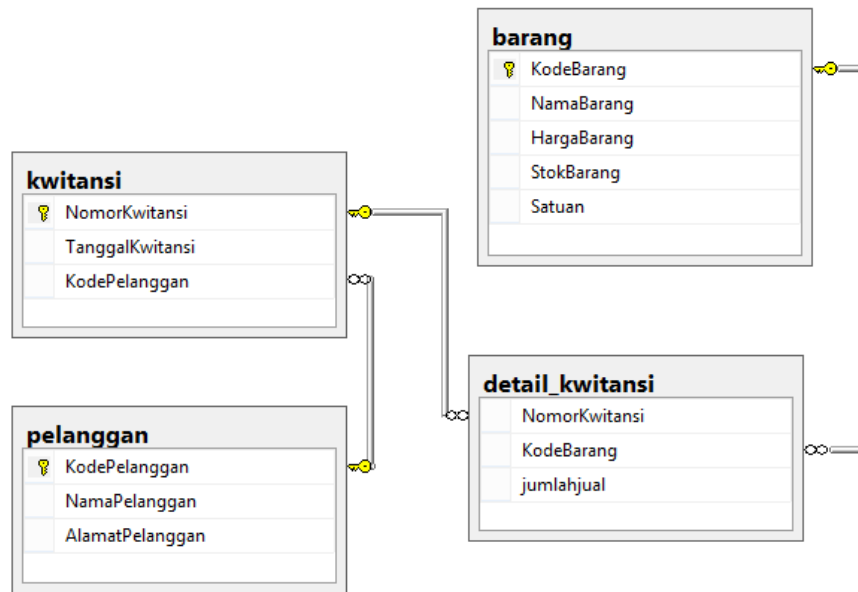 barang
KodeBarang
NamaBarang
HargaBarang
StokBarang
Satuan
kwitansi
NomorKwitansi
TanggalKwitansi
KodePelanggan
detail_kwitansi
NomorKwitansi
KodeBarang
jumlahjual
pelanggan
KodePelanggan
NamaPelanggan
AlamatPelanggan